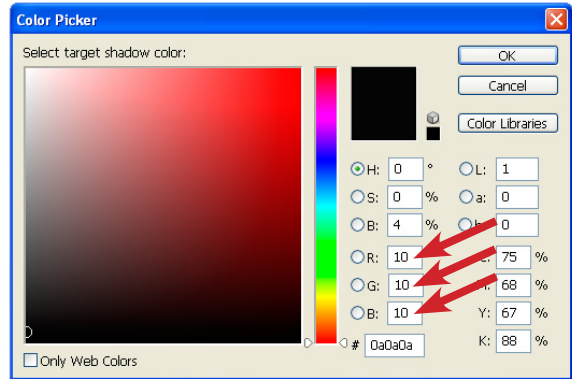 Color Picker
Select target shadow color:
OK
Cancel
Color Libraries
H: 0 °
L: 1
S: 0 %
a: 0
B: 4 %
b: 0
R: 10
75 %
G: 10
68 %
B: 10
Y: 67 %
# 0a0a0a
K: 88 %
Only Web Colors